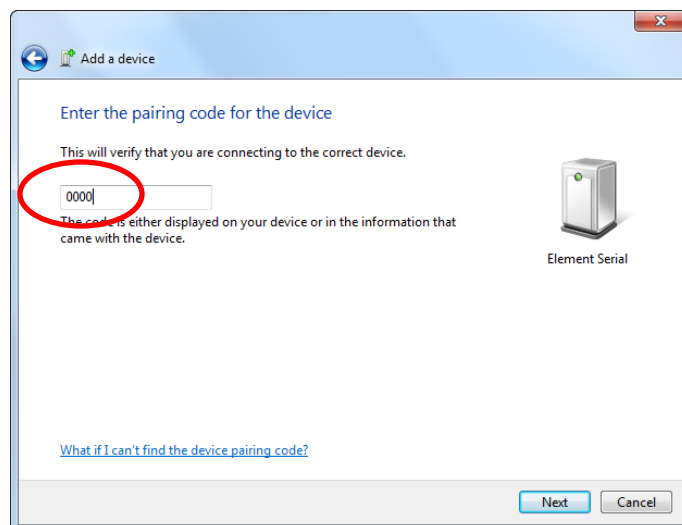 Add a device
Enter the pairing code for the device
This will verify that you are connecting to the correct device.
0000
The code is either displayed on your device or in the information that
came with the device.
Element Serial
What if I can't find the device pairing code?
Next
Cancel